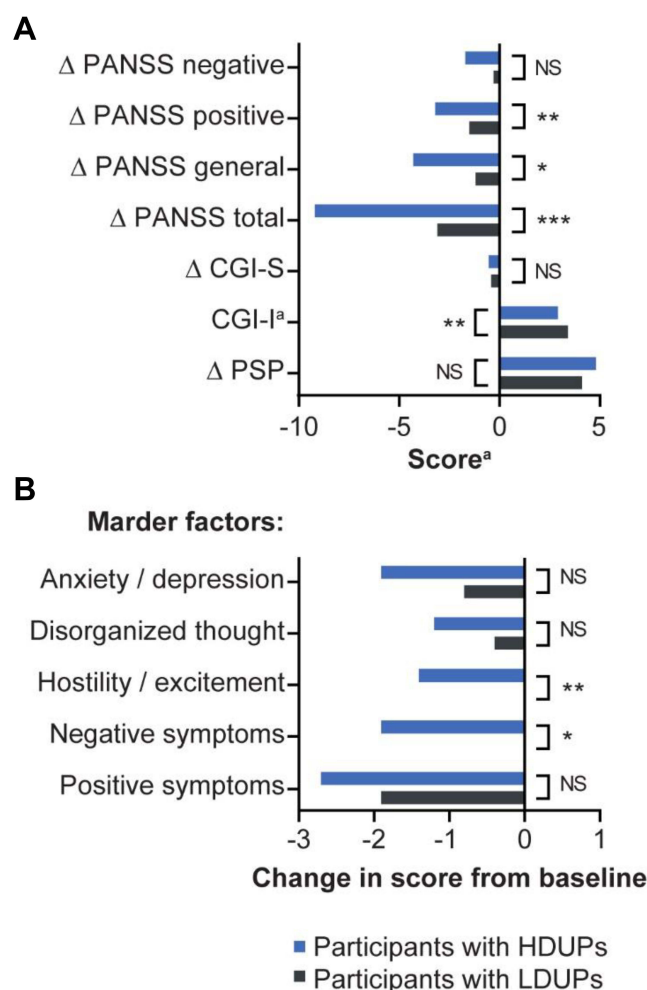 A
Δ PANSS negative
NS
Δ PANSS positive
**
Δ PANSS general
*
Δ PANSS total
***
Δ CGI-S
NS
CGI-Iᵃ
**
Δ PSP
NS
-10 -5 0 5
Scoreᵃ
B
Marder factors:
Anxiety / depression
NS
Disorganized thought
NS
Hostility / excitement
**
Negative symptoms
*
Positive symptoms
NS
-3 -2 -1 0 1
Change in score from baseline
Participants with HDUPs
Participants with LDUPs